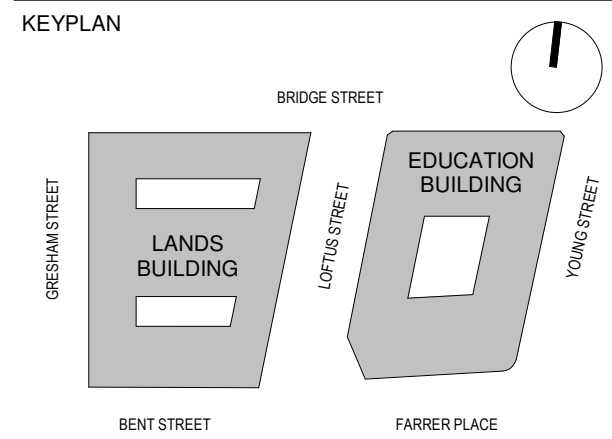 KEYPLAN
BRIDGE STREET
GRESHAM STREET
LANDS
BUILDING
LOFTUS STREET
EDUCATION
BUILDING
YOUNG STREET
BENT STREET
FARRER PLACE